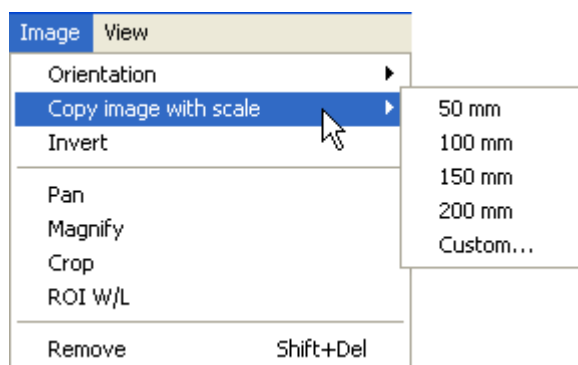 Image View
Orientation
Copy image with scale
Invert
Pan
Magnify
Crop
ROI W/L
Remove Shift+Del
50 mm
100 mm
150 mm
200 mm
Custom...